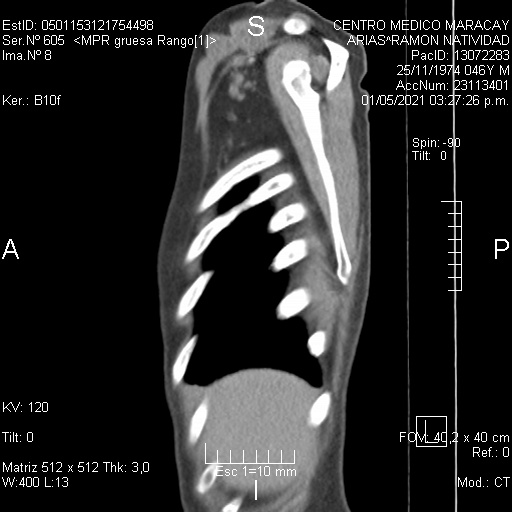 EstID: 0501153121754498
Ser.Nº 605  <MPR gruesa Rango[1]>
Ima.Nº 8
Ker.: B10f
S
CENTRO MEDICO MARACAY
ARIAS^RAMON NATIVIDAD
PacID: 13072283
25/11/1974 046Y M
AccNum: 23113401
01/05/2021 03:27:26 p.m.
Spin: -90
Tilt: 0
A
P
KV: 120
Tilt: 0
Matriz 512 x 512 Thk: 3,0
W:400 L:13
Esc 1=10 mm
I
FOV: 40,2 x 40 cm
Ref.: 0
Mod.: CT